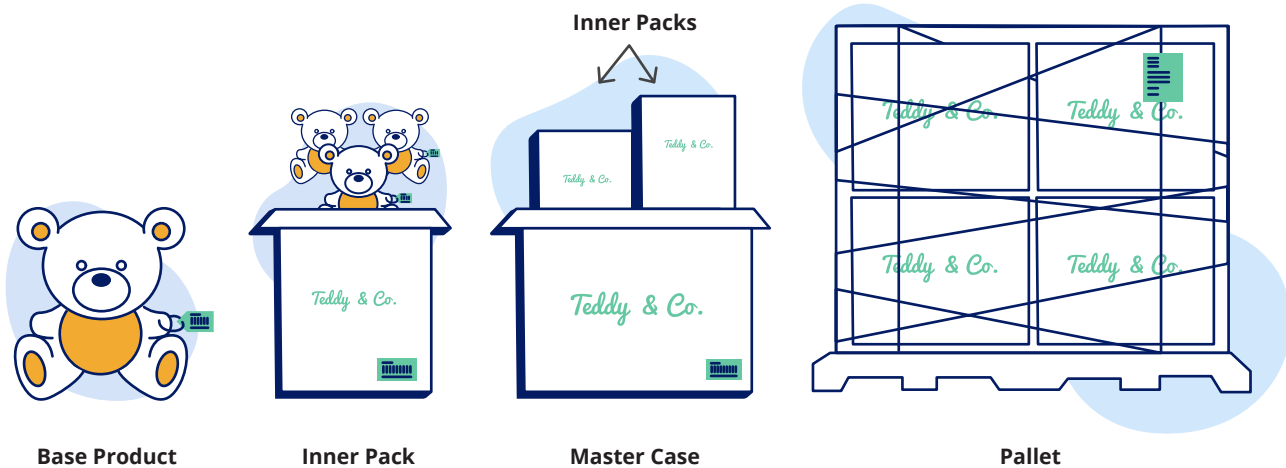 Inner Packs
Teddy & Co.
Teddy & Co.
Teddy & Co.
Teddy & Co.
Teddy & Co.
Teddy & Co.
Teddy & Co.
Teddy & Co.
Base Product
Inner Pack
Master Case
Pallet